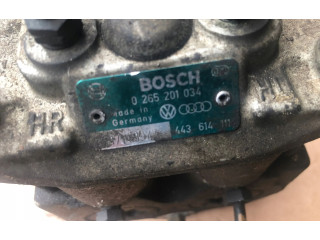 BOSCH
0 265 201 034
made in
Germany
443 614 111
HR